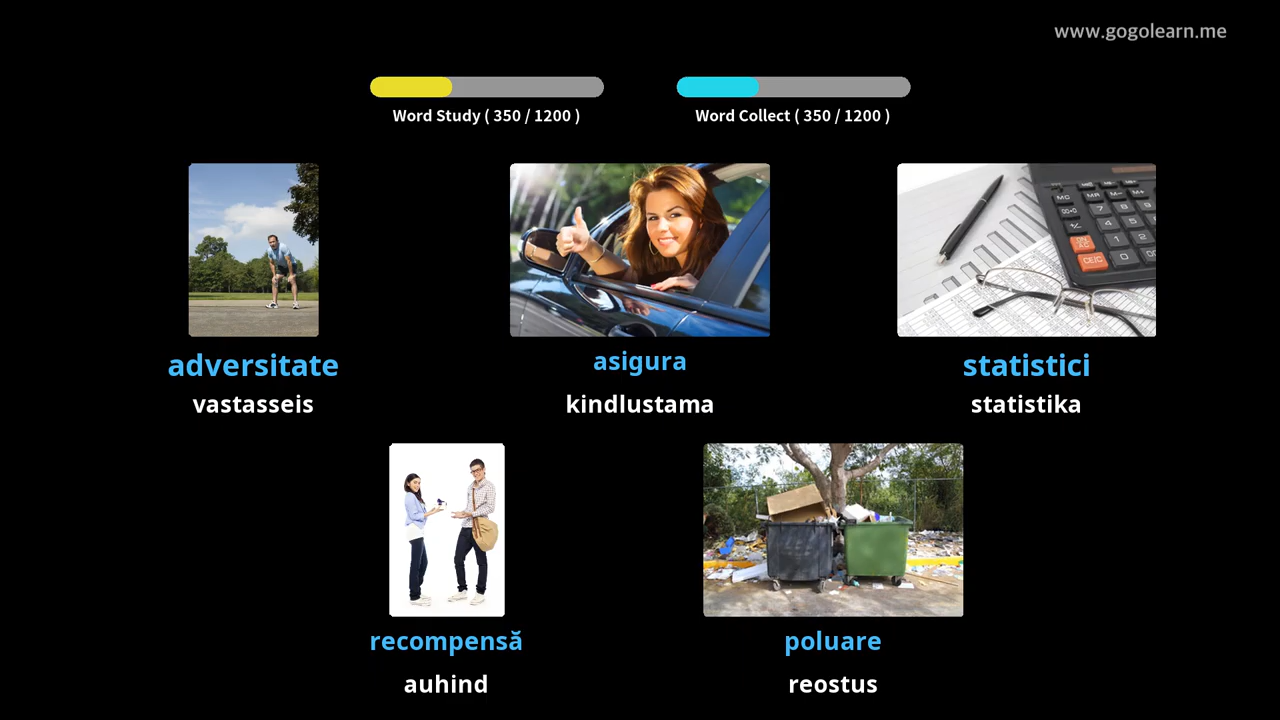 www.gogolearn.me
Word Study ( 350 / 1200 )
Word Collect ( 350 / 1200 )
adversitate
vastasseis
asigura
kindlustama
statistici
statistika
recompensă
auhind
poluare
reostus